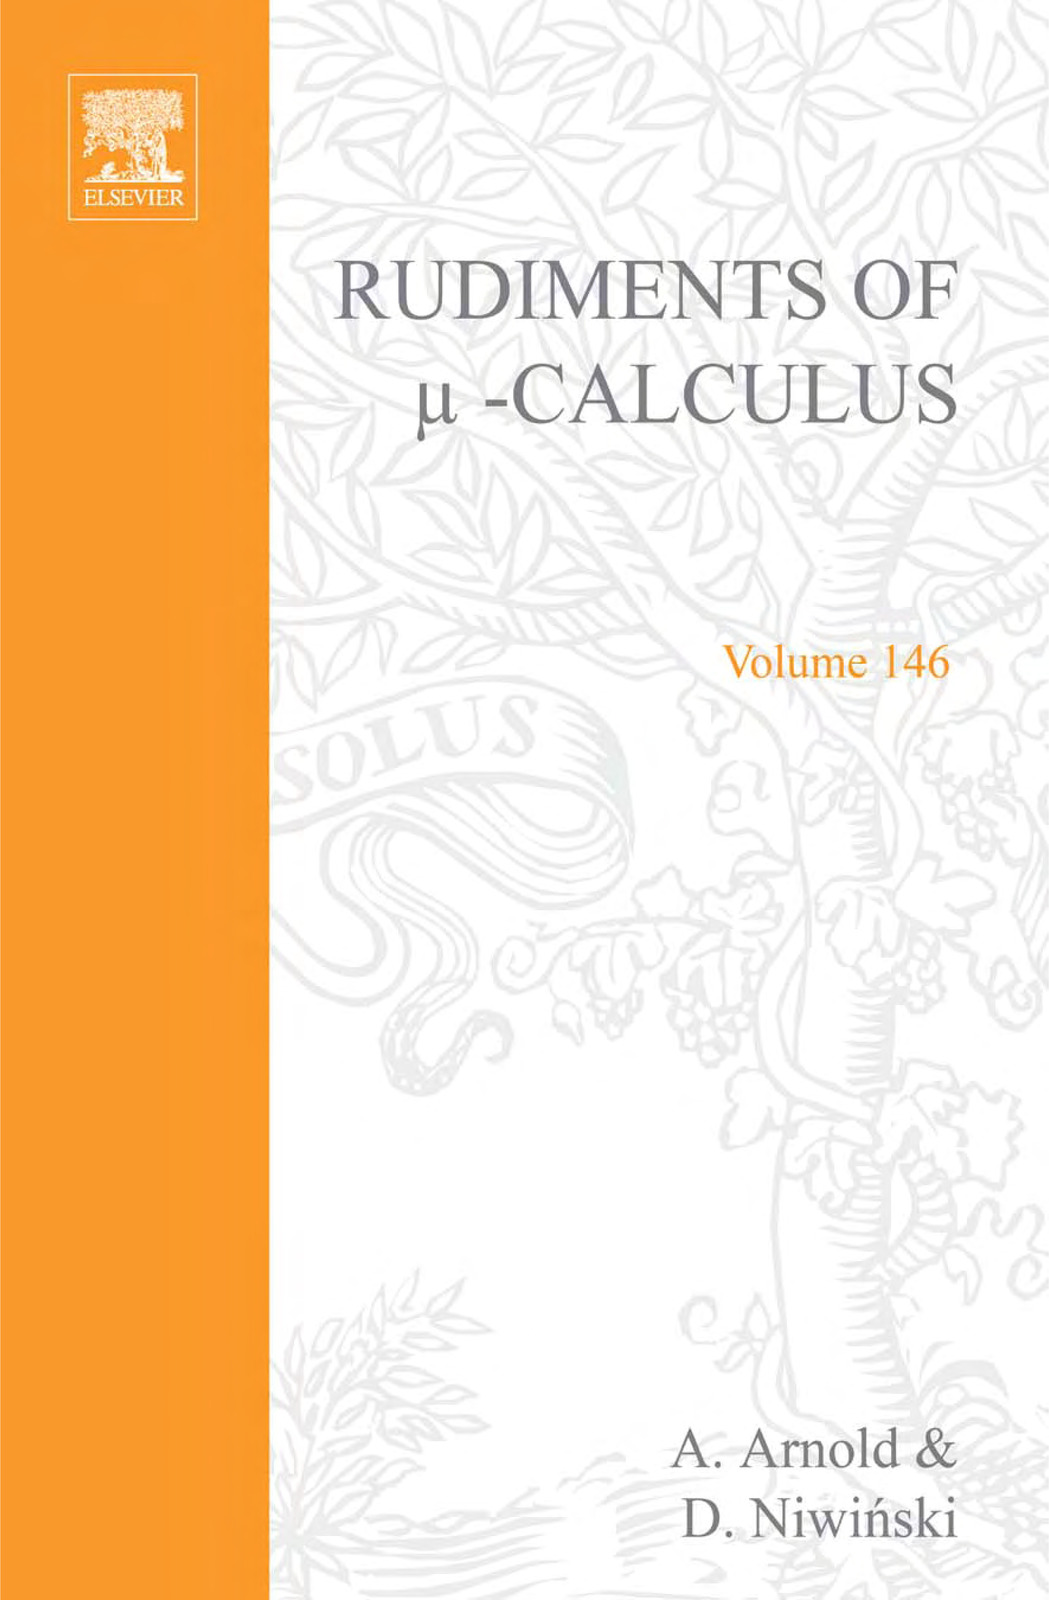 ELSEVIER
RUDIMENTS OF
μ -CALCULUS
Volume 146
SOLUS
A. Arnold &
D. Niwiński